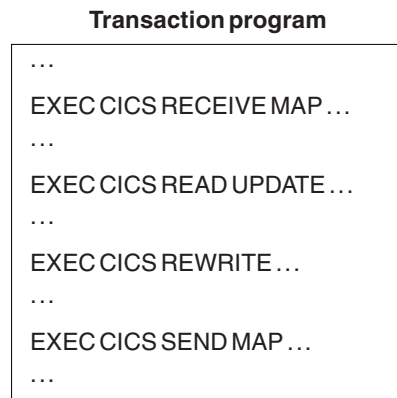 Transaction program
...
EXEC CICS RECEIVE MAP ...
...
EXEC CICS READ UPDATE ...
...
EXEC CICS REWRITE ...
...
EXEC CICS SEND MAP ...
...